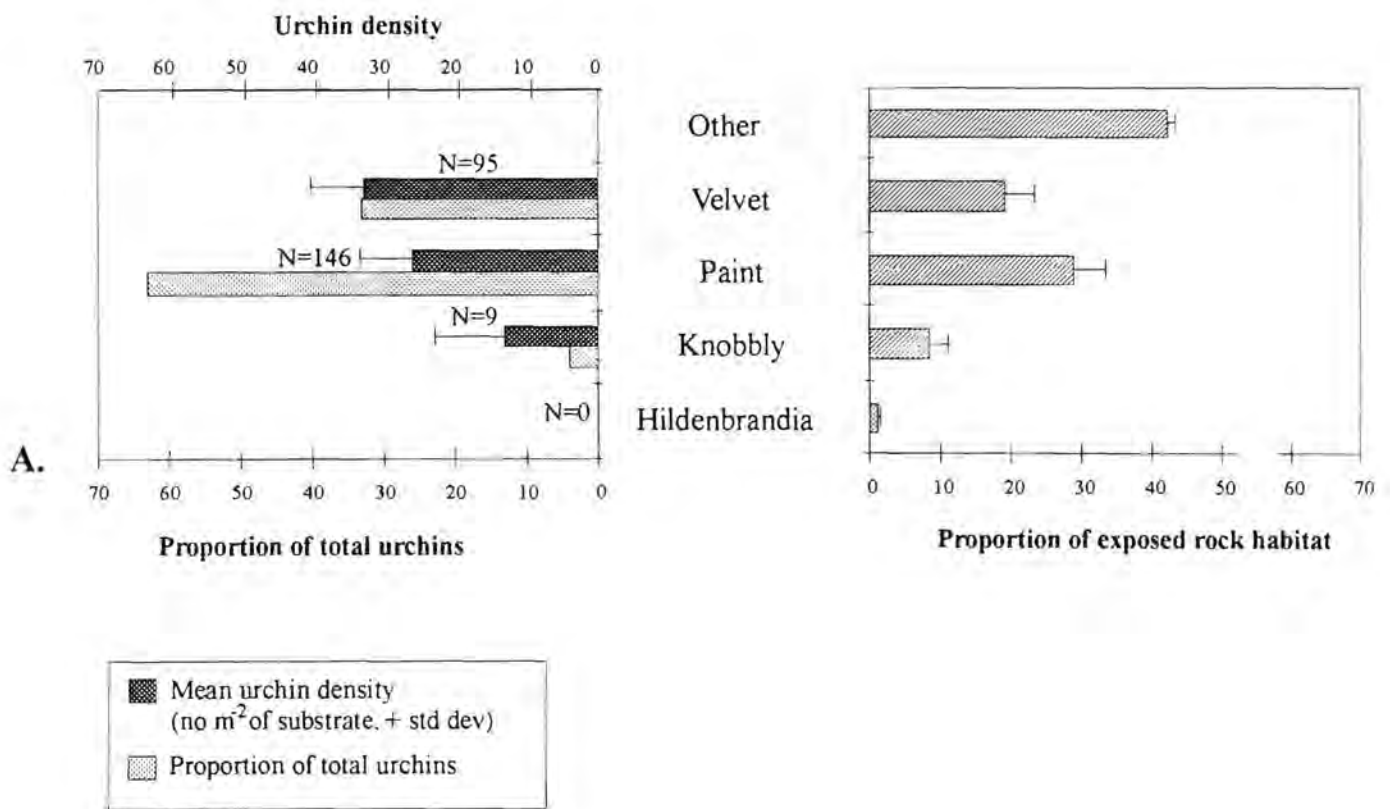 Urchin density
70 60 50 40 30 20 10 0
N=95
N=146
N=9
N=0
Other
Velvet
Paint
Knobbly
Hildenbrandia
A.
70 60 50 40 30 20 10 0
Proportion of total urchins
0 10 20 30 40 50 60 70
Proportion of exposed rock habitat
Mean urchin density
(no m⁻² of substrate. + std dev)
Proportion of total urchins